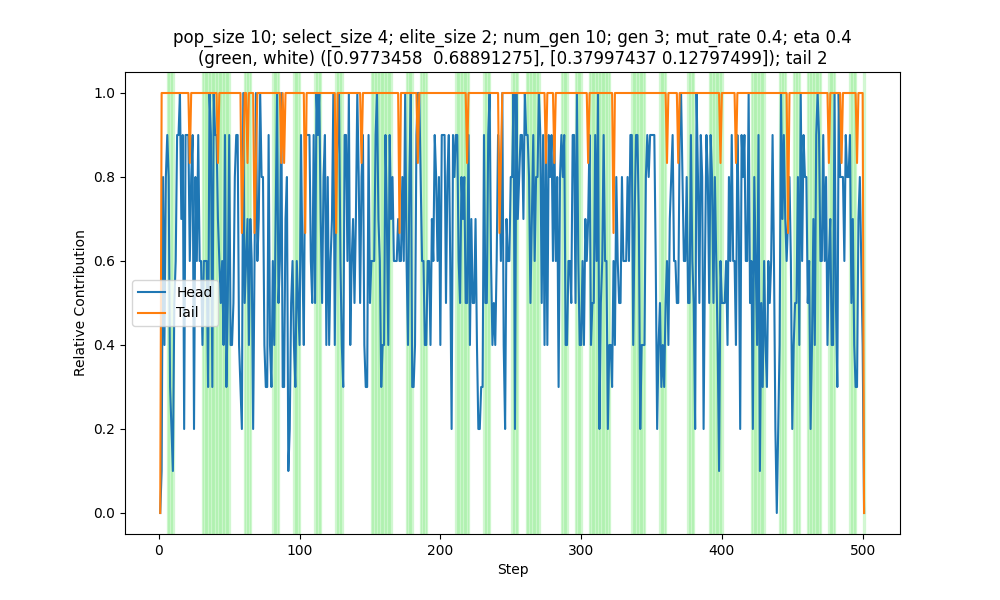 pop_size 10; select_size 4; elite_size 2; num_gen 10; gen 3; mut_rate 0.4; eta 0.4
(green, white) ([0.9773458  0.68891275], [0.37997437 0.12797499]); tail 2
1.0
0.8
0.6
0.4
0.2
0.0
Relative Contribution
Head
Tail
0 100 200 300 400 500
Step